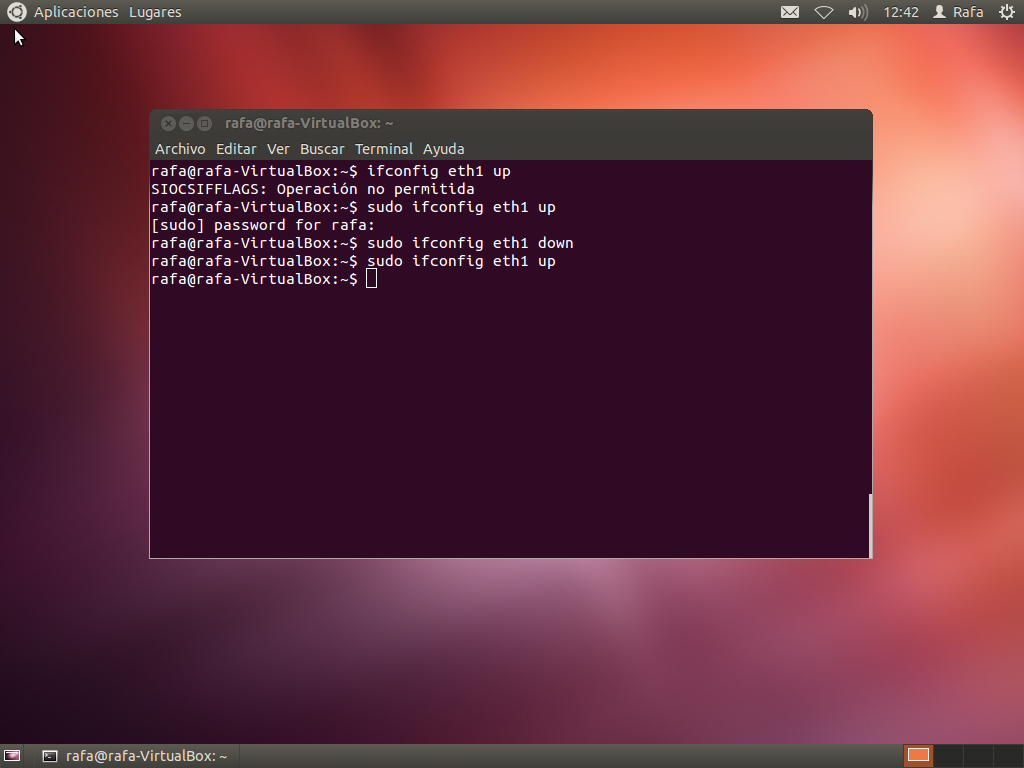 Aplicaciones Lugares 12:42 Rafa
rafa@rafa-VirtualBox: ~
Archivo Editar Ver Buscar Terminal Ayuda
rafa@rafa-VirtualBox:~$ ifconfig eth1 up
SIOCSIFFLAGS: Operación no permitida
rafa@rafa-VirtualBox:~$ sudo ifconfig eth1 up
[sudo] password for rafa:
rafa@rafa-VirtualBox:~$ sudo ifconfig eth1 down
rafa@rafa-VirtualBox:~$ sudo ifconfig eth1 up
rafa@rafa-VirtualBox:~$
rafa@rafa-VirtualBox: ~